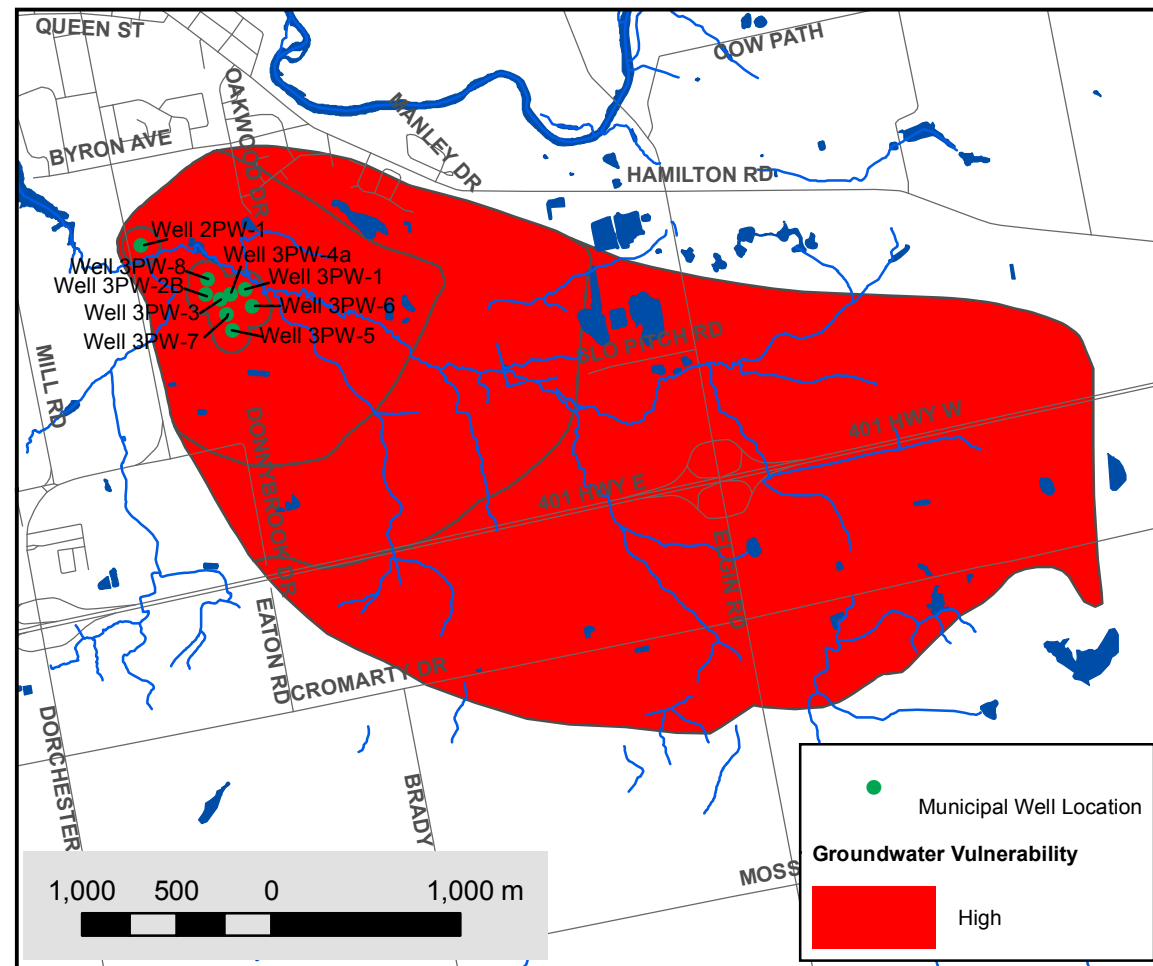 QUEEN ST
COW PATH
OAKWOOD DR
MANLEY DR
BYRON AVE
HAMILTON RD
Well 2PW-1
Well 3PW-4a
Well 3PW-8
Well 3PW-1
Well 3PW-2B
Well 3PW-6
Well 3PW-3
Well 3PW-5
Well 3PW-7
SLO PITCH RD
MILL RD
401 HWY W
DONNYBROOK DR
401 HWY E
ELGIN RD
EATON RD
CROMARTY DR
DORCHESTER
BRADY
MOSS
Municipal Well Location
Groundwater Vulnerability
High
1,000 500 0 1,000 m